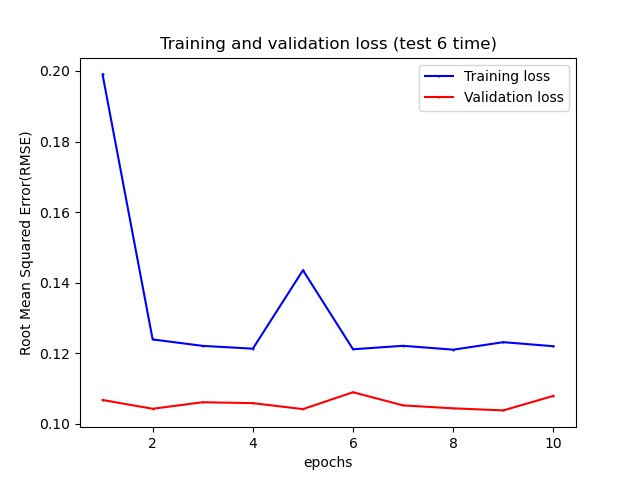 Training and validation loss (test 6 time)
Training loss
Validation loss
Root Mean Squared Error(RMSE)
0.20
0.18
0.16
0.14
0.12
0.10
2
4
6
8
10
epochs